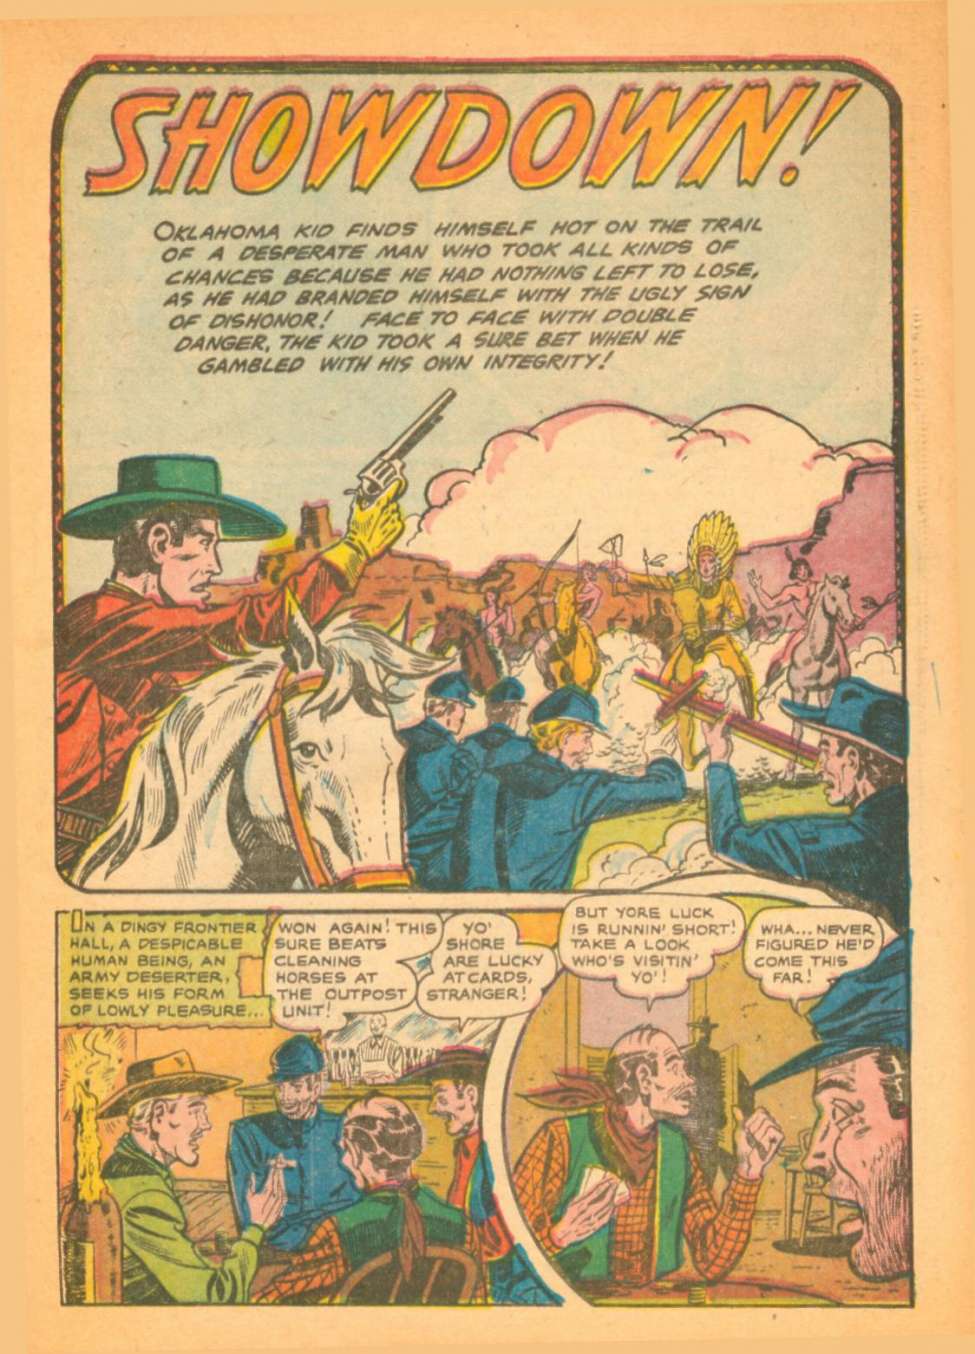 SHOWDOWN!
OKLAHOMA KID FINDS HIMSELF HOT ON THE TRAIL
OF A DESPERATE MAN WHO TOOK ALL KINDS OF
CHANCES BECAUSE HE HAD NOTHING LEFT TO LOSE,
AS HE HAD BRANDED HIMSELF WITH THE UGLY SIGN
OF DISHONOR! FACE TO FACE WITH DOUBLE
DANGER, THE KID TOOK A SURE BET WHEN HE
GAMBLED WITH HIS OWN INTEGRITY!
IN A DINGY FRONTIER
HALL, A DESPICABLE
HUMAN BEING, AN
ARMY DESERTER,
SEEKS HIS FORM
OF LOWLY PLEASURE...
WON AGAIN! THIS
SURE BEATS
CLEANING
HORSES AT
THE OUTPOST
UNIT!
YO'
SHORE
ARE LUCKY
AT CARDS,
STRANGER!
BUT YORE LUCK
IS RUNNIN' SHORT!
TAKE A LOOK
WHO'S VISITIN'
YO'!
WHA... NEVER
FIGURED HE'D
COME THIS
FAR!